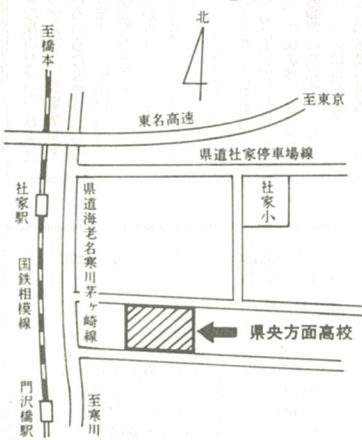 北
至橋本
至東京
東名高速
県道社家停車場線
社家小
社家駅
県道海老名寒川茅ヶ崎線
国鉄相模線
県央方面高校
門沢橋駅
至寒川